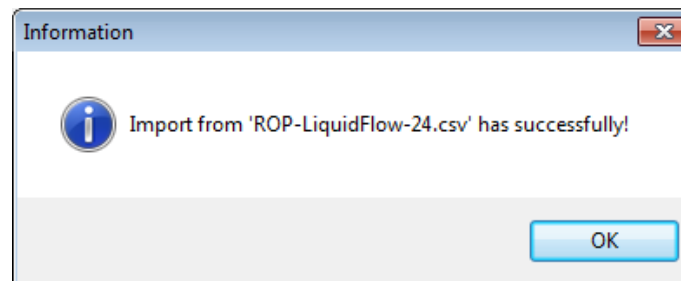 Information
Import from 'ROP-LiquidFlow-24.csv' has successfully!
OK